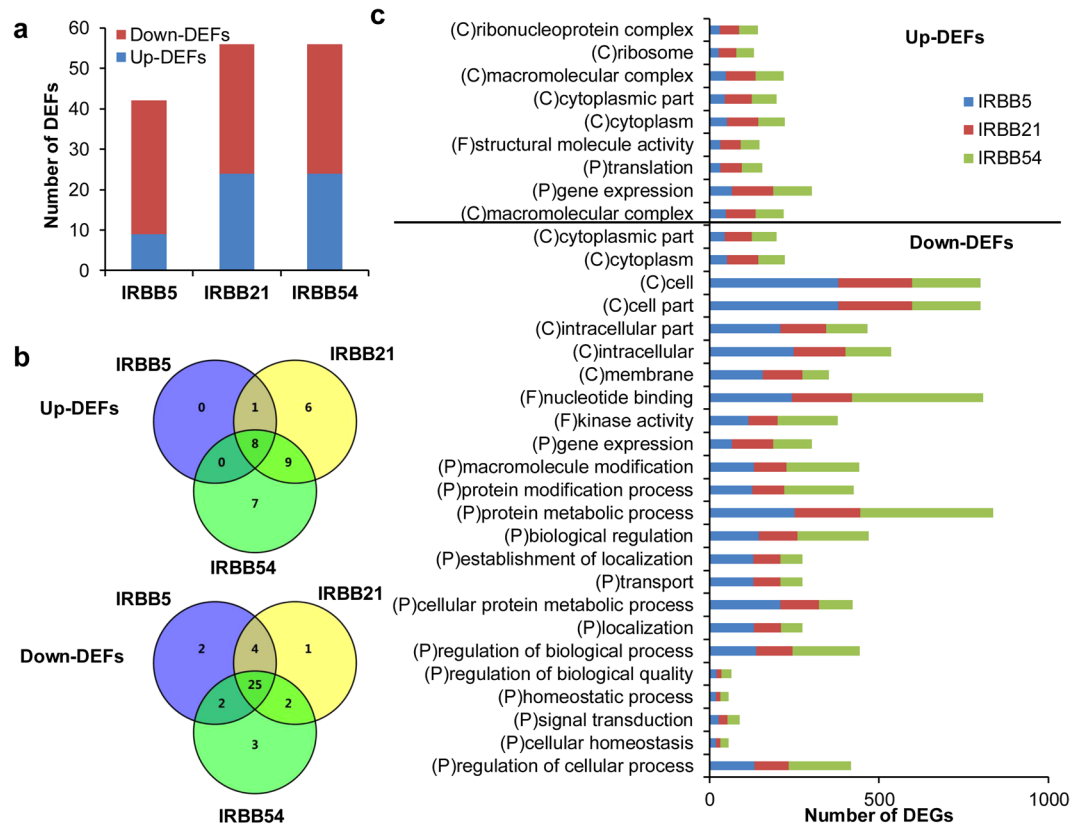 a
Number of DEFs
60
50
40
30
20
10
0
Down-DEFs
Up-DEFs
IRBB5 IRBB21 IRBB54
b
IRBB5
IRBB21
Up-DEFs
0 1 6
8
0 9
7
IRBB54
IRBB5
IRBB21
Down-DEFs
2 4 1
25
2 2
3
IRBB54
c
(C)ribonucleoprotein complex
(C)ribosome
(C)macromolecular complex
(C)cytoplasmic part
(C)cytoplasm
(F)structural molecule activity
(P)translation
(P)gene expression
(C)macromolecular complex
(C)cytoplasmic part
(C)cytoplasm
(C)cell
(C)cell part
(C)intracellular part
(C)intracellular
(C)membrane
(F)nucleotide binding
(F)kinase activity
(P)gene expression
(P)macromolecule modification
(P)protein modification process
(P)protein metabolic process
(P)biological regulation
(P)establishment of localization
(P)transport
(P)cellular protein metabolic process
(P)localization
(P)regulation of biological process
(P)regulation of biological quality
(P)homeostatic process
(P)signal transduction
(P)cellular homeostasis
(P)regulation of cellular process
Up-DEFs
IRBB5
IRBB21
IRBB54
Down-DEFs
0 500 1000
Number of DEGs